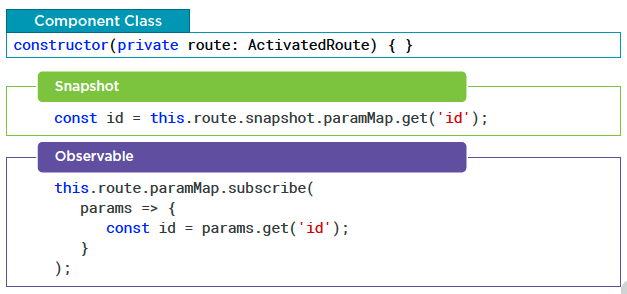 Component Class
constructor(private route: ActivatedRoute) { }
Snapshot
const id = this.route.snapshot.paramMap.get('id');
Observable
this.route.paramMap.subscribe(
params => {
const id = params.get('id');
}
);